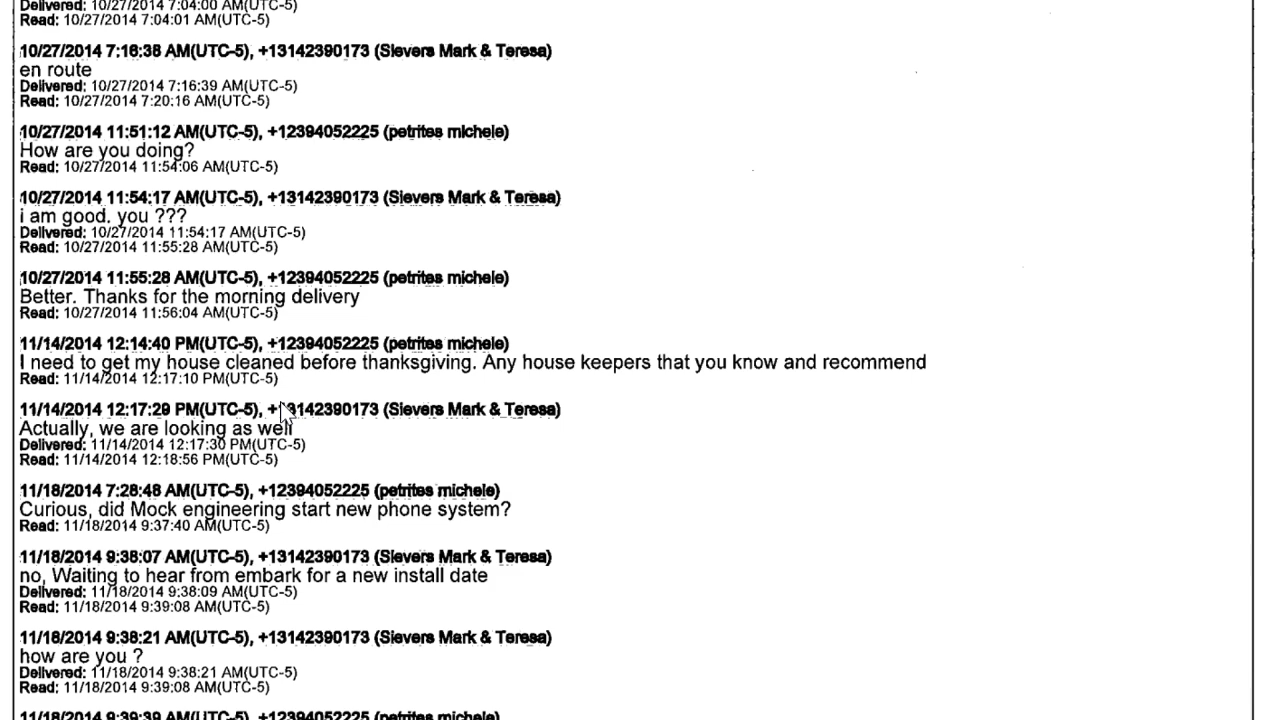 Delivered: 10/27/2014 7:04:00 AM(UTC-5)
Read: 10/27/2014 7:04:01 AM(UTC-5)
10/27/2014 7:16:38 AM(UTC-5), +13142390173 (Sievers Mark & Teresa)
en route
Delivered: 10/27/2014 7:16:39 AM(UTC-5)
Read: 10/27/2014 7:20:16 AM(UTC-5)
10/27/2014 11:51:12 AM(UTC-5), +12394052225 (petrites michele)
How are you doing?
Read: 10/27/2014 11:54:06 AM(UTC-5)
10/27/2014 11:54:17 AM(UTC-5), +13142390173 (Sievers Mark & Teresa)
i am good. you ???
Delivered: 10/27/2014 11:54:17 AM(UTC-5)
Read: 10/27/2014 11:55:28 AM(UTC-5)
10/27/2014 11:55:28 AM(UTC-5), +12394052225 (petrites michele)
Better. Thanks for the morning delivery
Read: 10/27/2014 11:56:04 AM(UTC-5)
11/14/2014 12:14:40 PM(UTC-5), +12394052225 (petrites michele)
I need to get my house cleaned before thanksgiving. Any house keepers that you know and recommend
Read: 11/14/2014 12:17:10 PM(UTC-5)
11/14/2014 12:17:29 PM(UTC-5), +13142390173 (Sievers Mark & Teresa)
Actually, we are looking as well
Delivered: 11/14/2014 12:17:30 PM(UTC-5)
Read: 11/14/2014 12:18:56 PM(UTC-5)
11/18/2014 7:28:48 AM(UTC-5), +12394052225 (petrites michele)
Curious, did Mock engineering start new phone system?
Read: 11/18/2014 9:37:40 AM(UTC-5)
11/18/2014 9:38:07 AM(UTC-5), +13142390173 (Sievers Mark & Teresa)
no, Waiting to hear from embark for a new install date
Delivered: 11/18/2014 9:38:09 AM(UTC-5)
Read: 11/18/2014 9:39:08 AM(UTC-5)
11/18/2014 9:38:21 AM(UTC-5), +13142390173 (Sievers Mark & Teresa)
how are you ?
Delivered: 11/18/2014 9:38:21 AM(UTC-5)
Read: 11/18/2014 9:39:08 AM(UTC-5)
11/18/2014 9:39:39 AM(UTC-5), +12394052225 (petrites michele)